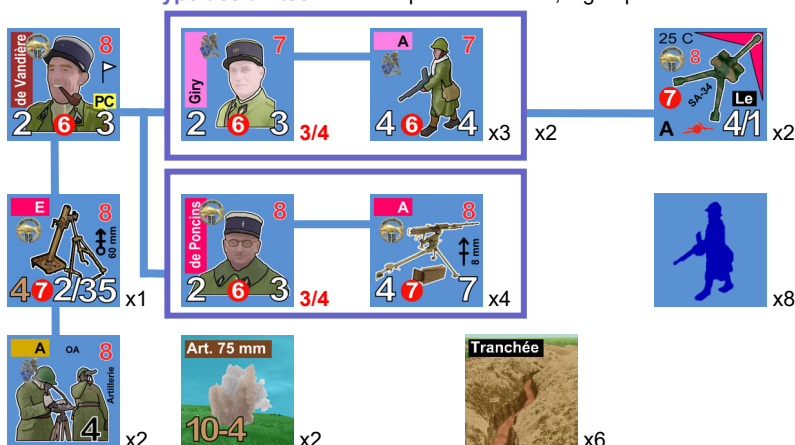 de Vandière
8
PC
2 6 3
Giry
7
2 6 3
3/4
A
7
4 6 4
x3
x2
25 C
8
7
SA-34
Le
A
4/1
x2
E
8
60 mm
4 7 2/35
x1
de Poncins
8
2 6 3
3/4
A
8
8 mm
4 7 7
x4
x8
A
OA
8
Artillerie
4
x2
Art. 75 mm
10-4
x2
Tranchée
x6